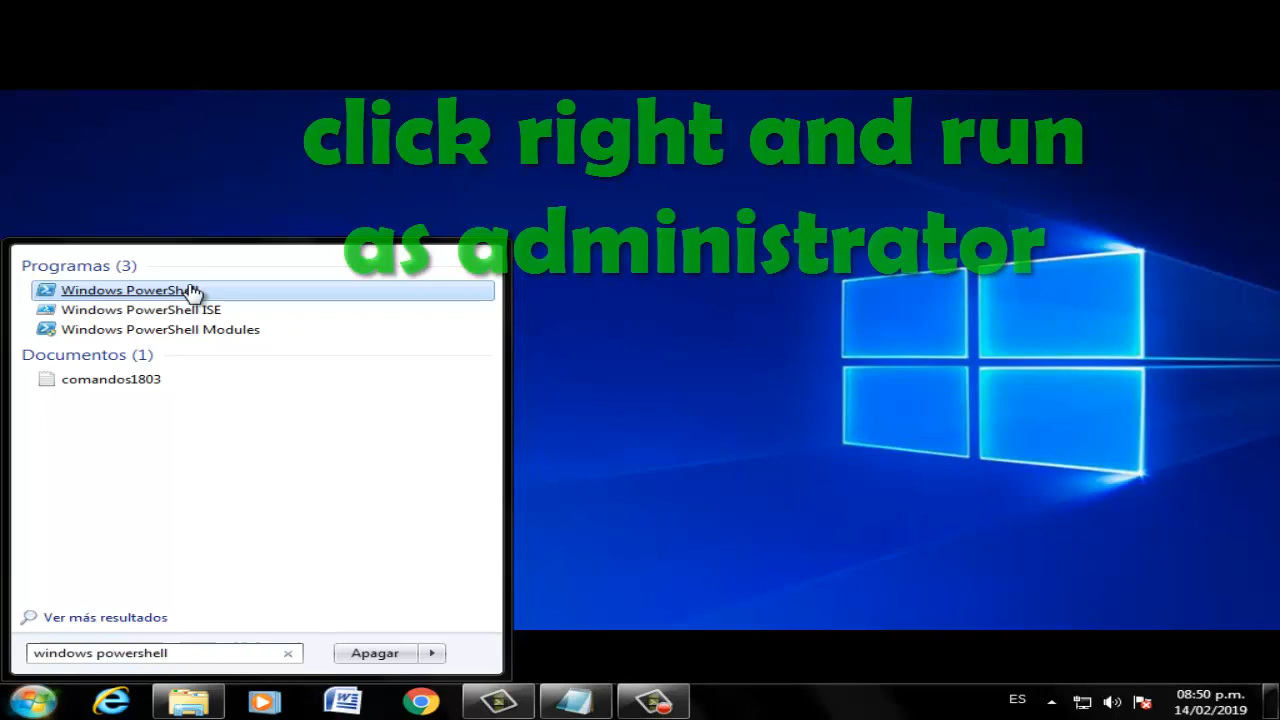 click right and run
as administrator
Programas (3)
Windows PowerShell
Windows PowerShell ISE
Windows PowerShell Modules
Documentos (1)
comandos1803
Ver más resultados
windows powershell
Apagar
ES
08:50 p.m.
14/02/2019